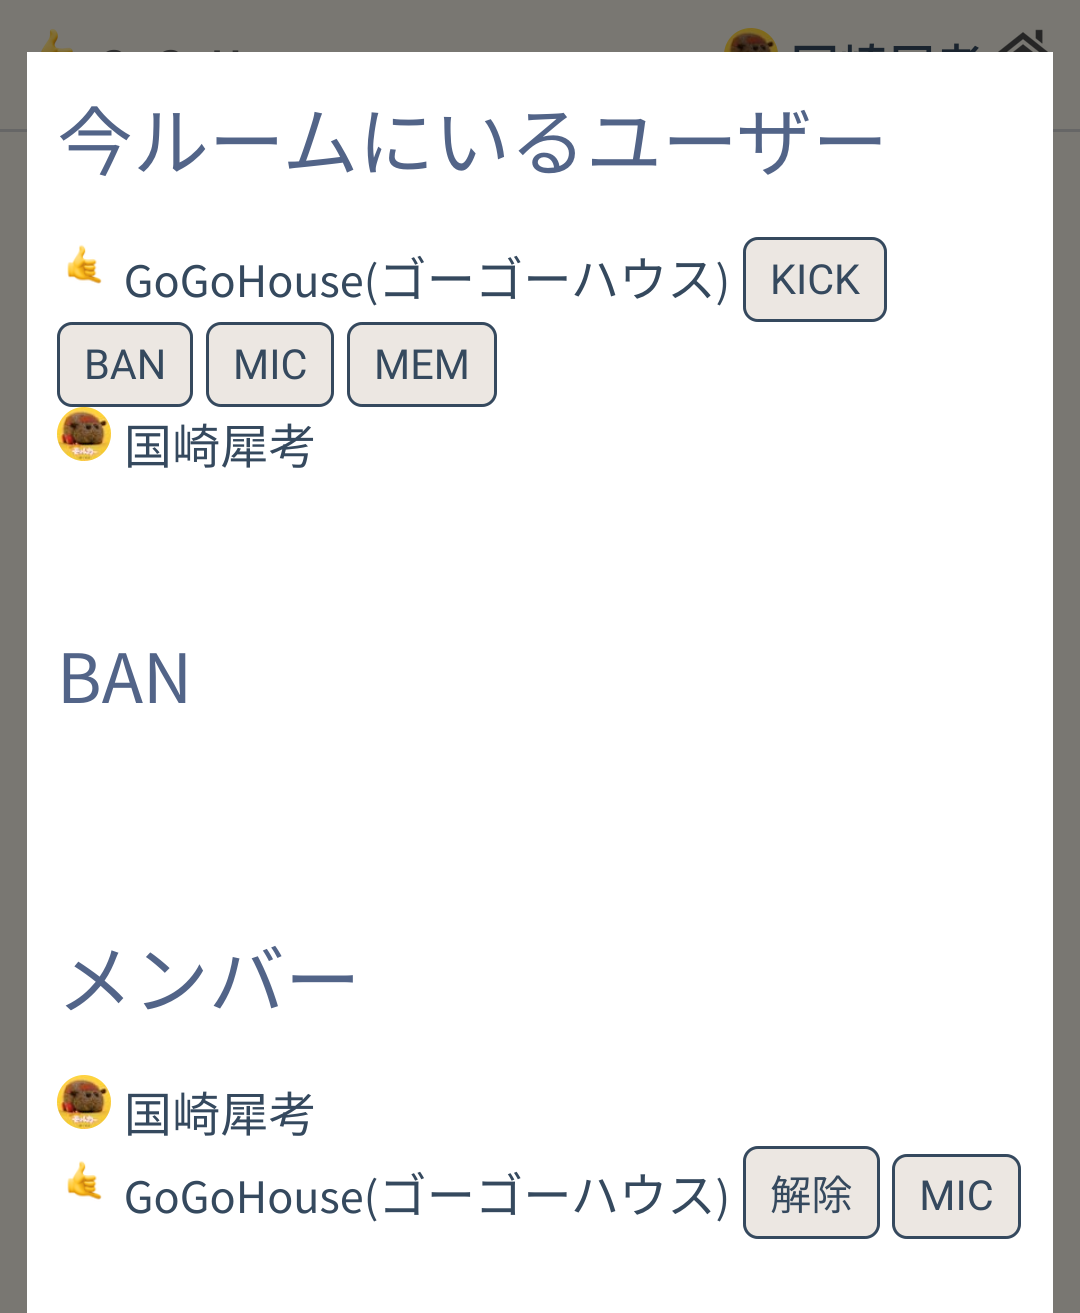 今ルームにいるユーザー
GoGoHouse(ゴーゴーハウス) KICK
BAN MIC MEM
国崎犀考
BAN
メンバー
国崎犀考
GoGoHouse(ゴーゴーハウス) 解除 MIC